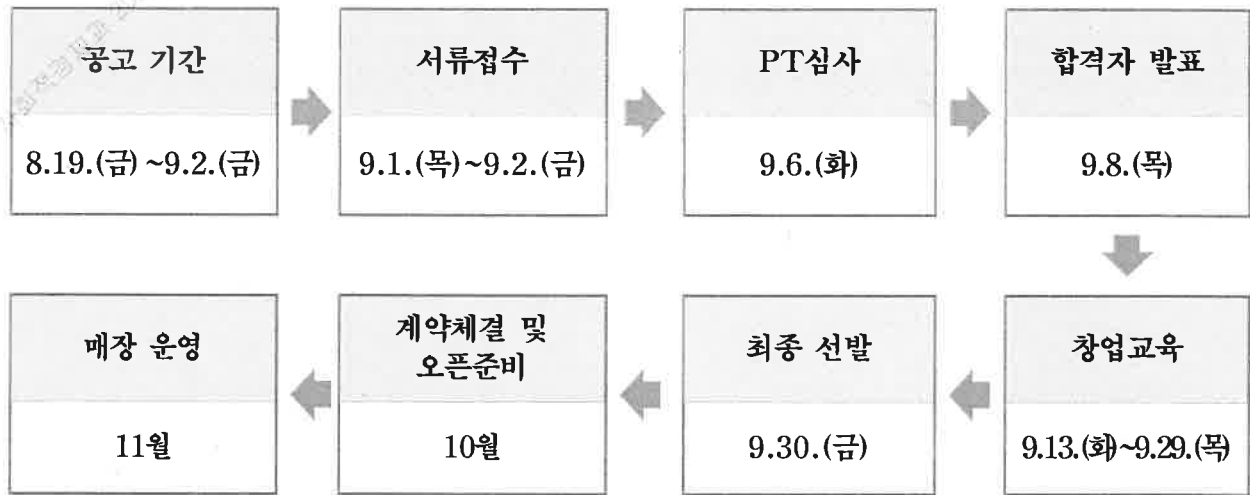 공고 기간
8.19.(금) ~9.2.(금)
서류접수
9.1.(목)~9.2.(금)
PT심사
9.6.(화)
합격자 발표
9.8.(목)
창업교육
9.13.(화)~9.29.(목)
최종 선발
9.30.(금)
계약체결 및
오픈준비
10월
매장 운영
11월